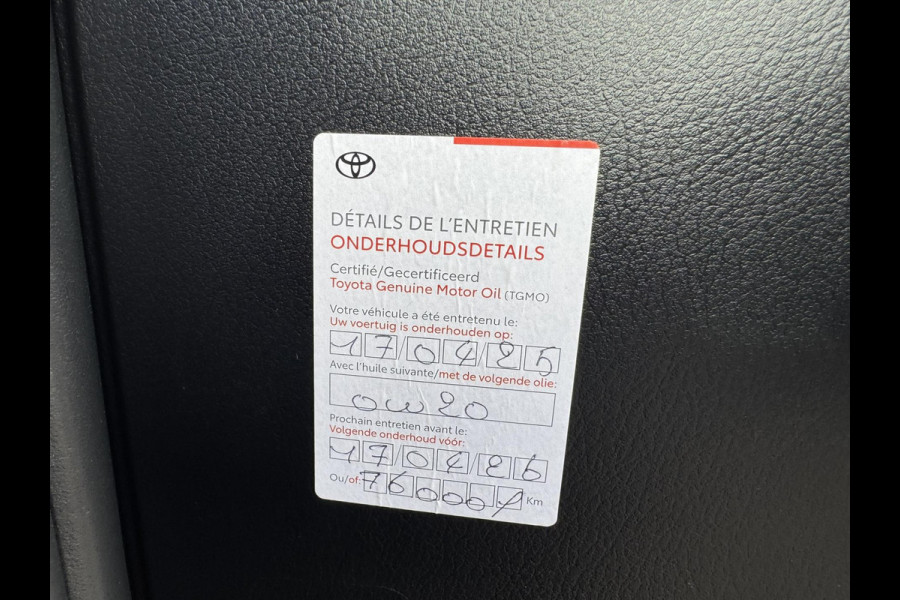 DÉTAILS DE L'ENTRETIEN
ONDERHOUDSDETAILS
Certifié/Gecertificeerd
Toyota Genuine Motor Oil (TGMO)
Votre véhicule a été entretenu le:
Uw voertuig is onderhouden op:
17/04/25
Avec l'huile suivante/met de volgende olie:
0w20
Prochain entretien avant le:
Volgende onderhoud vóór:
17/04/26
Ou/of: 76000 Km